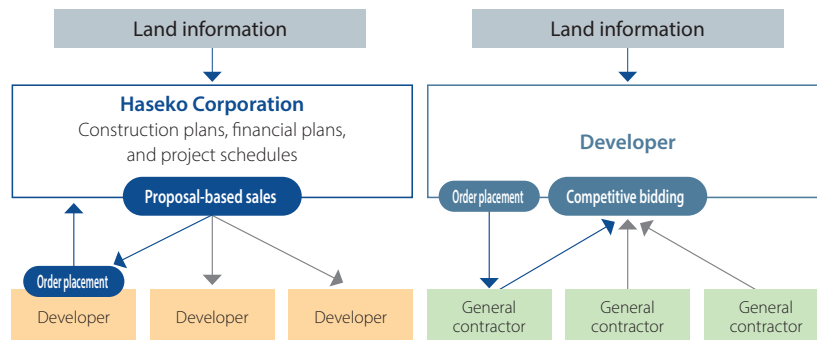 Land information
Haseko Corporation
Construction plans, financial plans,
and project schedules
Proposal-based sales
Order placement
Developer
Developer
Developer
Land information
Developer
Order placement
Competitive bidding
General
contractor
General
contractor
General
contractor